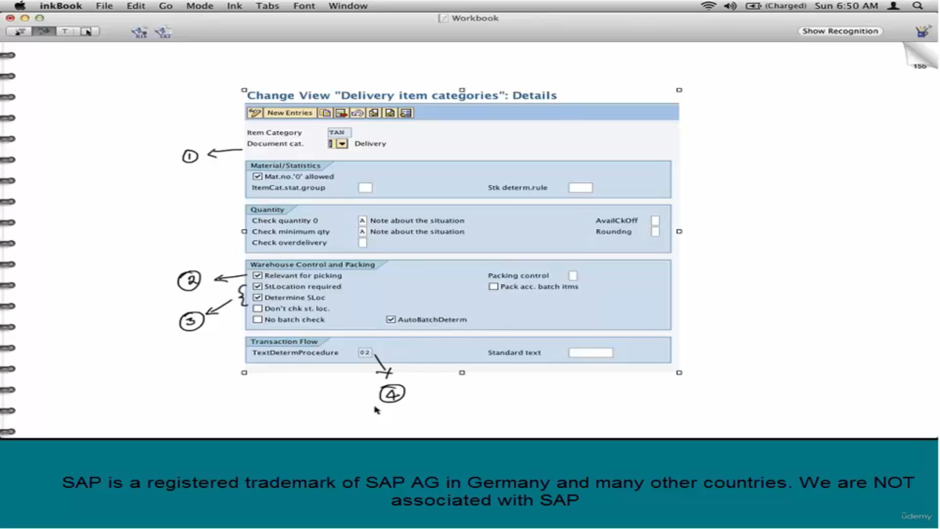 inkBook File Edit Go Mode Ink Tabs Font Window (Charged) Sun 6:50 AM
Workbook
T Show Recognition
150
Change View "Delivery item categories": Details
New Entries
Item Category TAN
Document cat. Delivery
1
Material/Statistics
Mat.no.'0' allowed
ItemCat.stat.group Stk determ.rule
Quantity
Check quantity 0 A Note about the situation AvailCkOff
Check minimum qty A Note about the situation Roundng
Check overdelivery
Warehouse Control and Packing
2 Relevant for picking Packing control
StLocation required Pack acc. batch itms
Determine SLoc
Don't chk st. loc.
3 No batch check AutoBatchDeterm
Transaction Flow
TextDetermProcedure 02 Standard text
4
SAP is a registered trademark of SAP AG in Germany and many other countries. We are NOT
associated with SAP
ûdemy